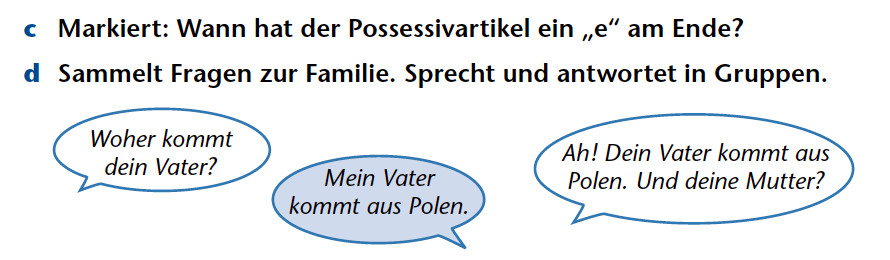 c Markiert: Wann hat der Possessivartikel ein „e“ am Ende?
d Sammelt Fragen zur Familie. Sprecht und antwortet in Gruppen.
Woher kommt
dein Vater?
Mein Vater
kommt aus Polen.
Ah! Dein Vater kommt aus
Polen. Und deine Mutter?